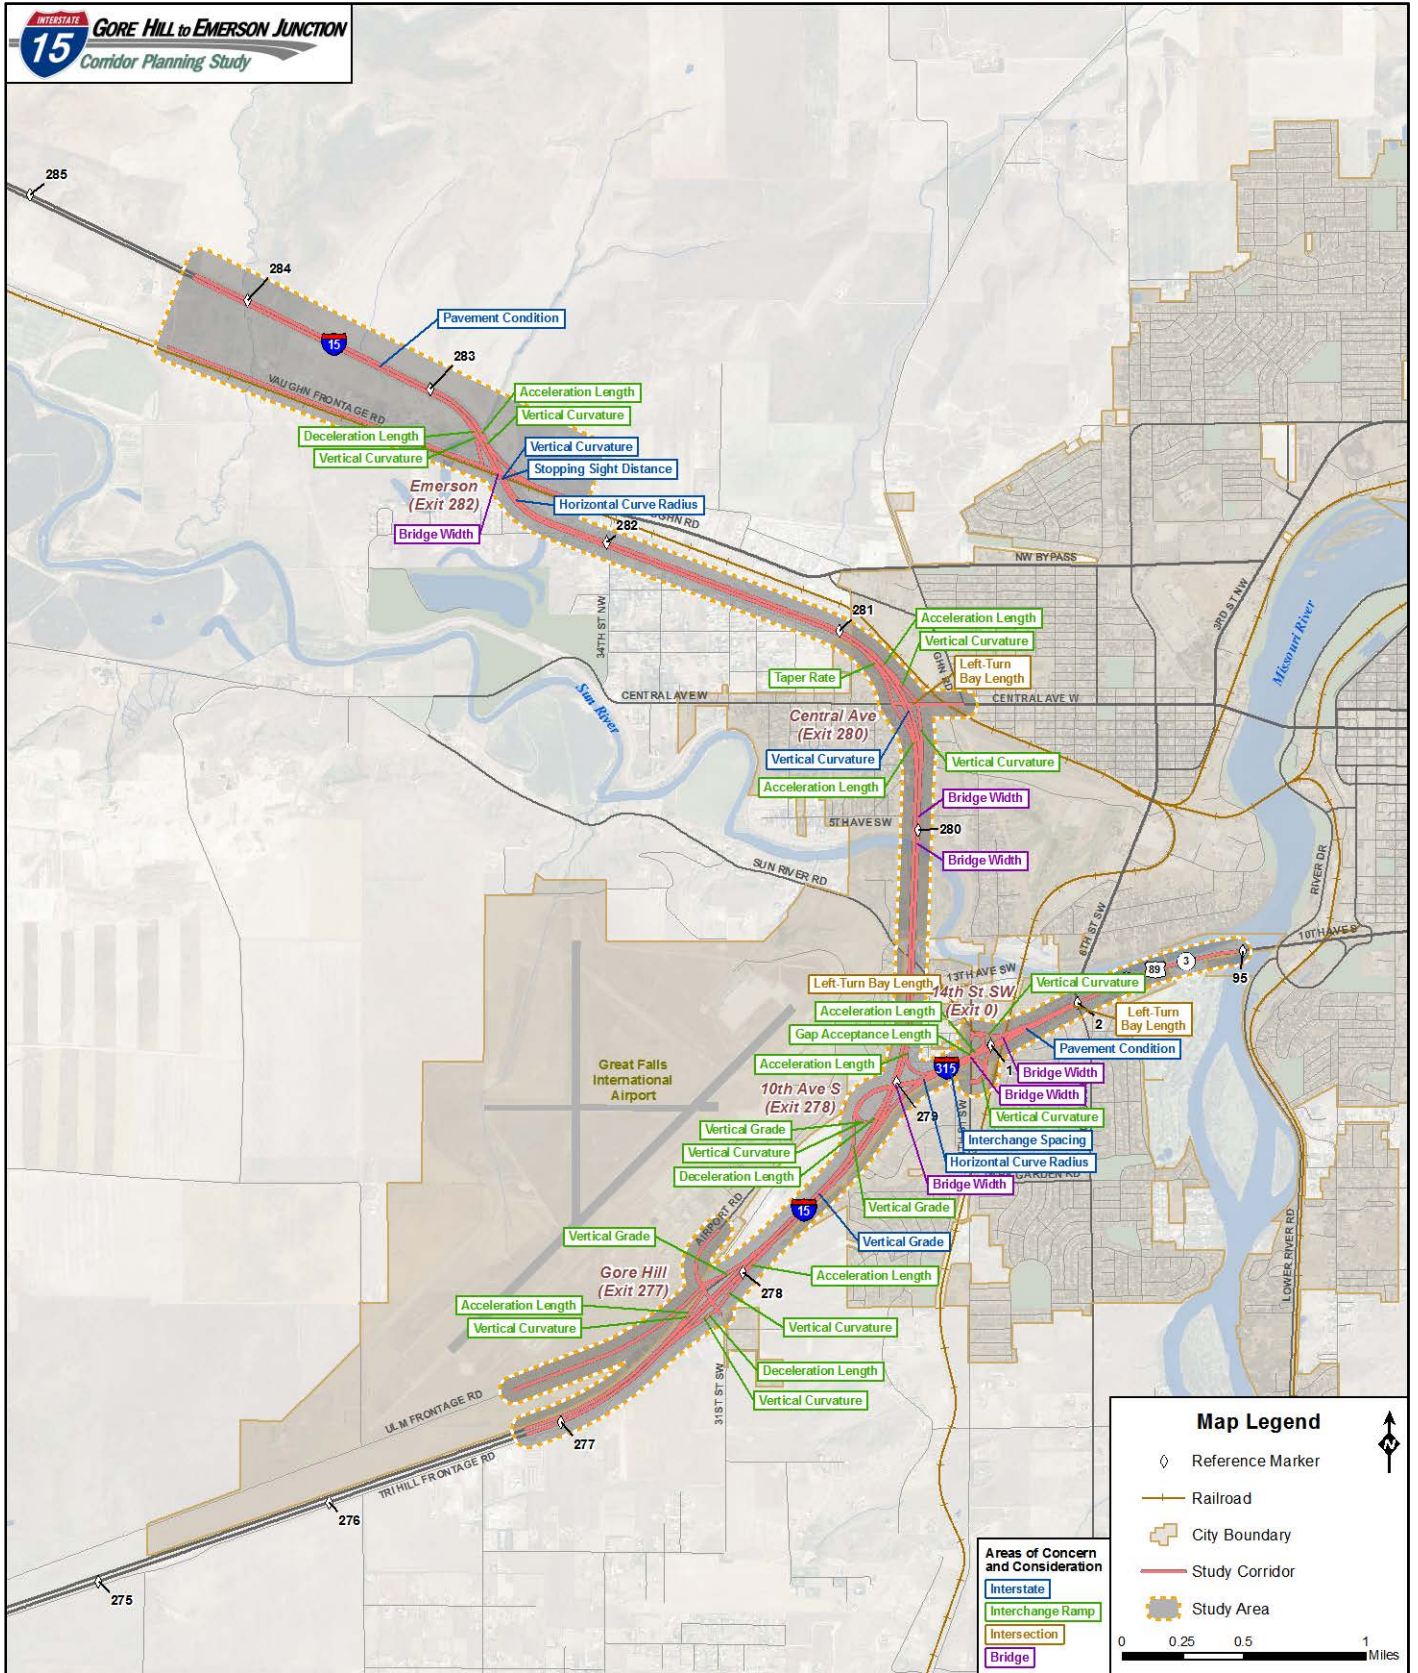 INTERSTATE
15
GORE HILL to EMERSON JUNCTION
Corridor Planning Study
285
284
Pavement Condition
15
283
VAUGHN FRONTAGE RD
Acceleration Length
Vertical Curvature
Deceleration Length
Vertical Curvature
Vertical Curvature
Stopping Sight Distance
Emerson
(Exit 282)
Horizontal Curve Radius
Bridge Width
282
NW BYPASS
3RD ST NW
Missouri River
34TH ST NW
281
Acceleration Length
Vertical Curvature
Left-Turn
Bay Length
Taper Rate
CENTRAL AVE W
CENTRAL AVE W
Sun River
Central Ave
(Exit 280)
Vertical Curvature
Vertical Curvature
Acceleration Length
Bridge Width
5TH AVE SW
280
Bridge Width
SUN RIVER RD
RIVER DR
6TH ST SW
10TH AVE S
89
3
95
13TH AVE SW
Left-Turn Bay Length
14th St SW
(Exit 0)
Vertical Curvature
Acceleration Length
2
Left-Turn
Bay Length
Gap Acceptance Length
Pavement Condition
Acceleration Length
315
1
Bridge Width
Great Falls
International
Airport
10th Ave S
(Exit 278)
Bridge Width
279
Vertical Curvature
Vertical Grade
Interchange Spacing
Vertical Curvature
Horizontal Curve Radius
Deceleration Length
Bridge Width
GARDEN RD
AIRPORT RD
15
Vertical Grade
Vertical Grade
Vertical Grade
LOWER RIVER RD
Gore Hill
(Exit 277)
Acceleration Length
278
Acceleration Length
Vertical Curvature
Vertical Curvature
Deceleration Length
Vertical Curvature
31ST ST SW
ULM FRONTAGE RD
277
TRI HILL FRONTAGE RD
276
275
Areas of Concern
and Consideration
Interstate
Interchange Ramp
Intersection
Bridge
Map Legend
N
Reference Marker
Railroad
City Boundary
Study Corridor
Study Area
0 0.25 0.5 1
Miles